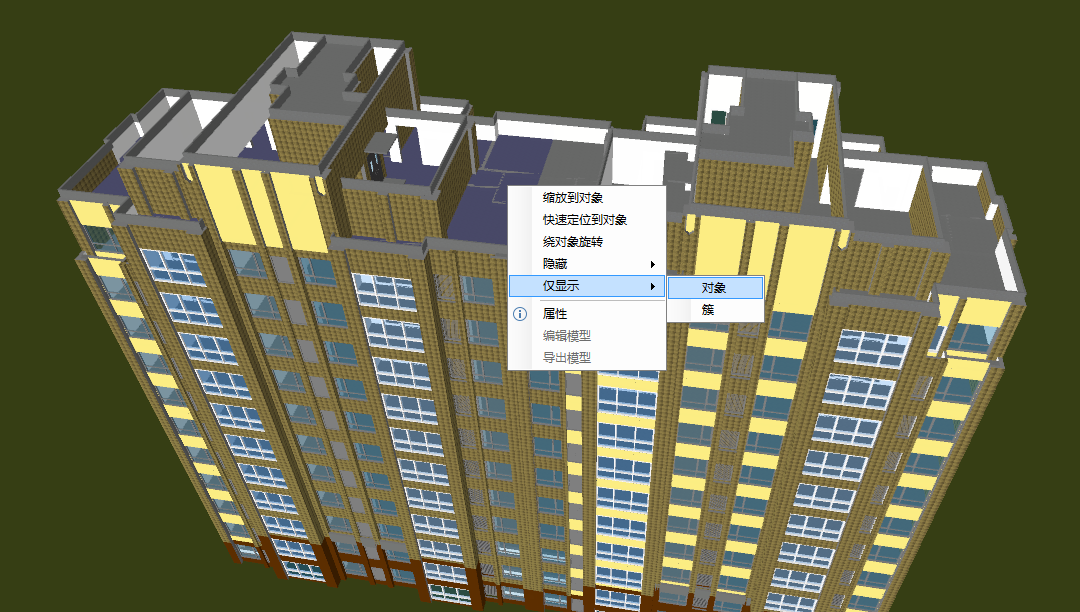 缩放到对象
快速定位到对象
绕对象旋转
隐藏
仅显示
对象
簇
属性
编辑模型
导出模型